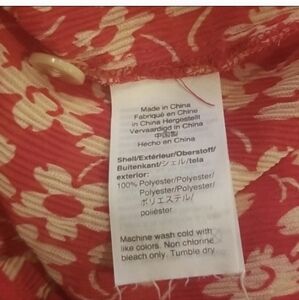 Made in China
Fabriqué en Chine
in China Hergestellt
Vervaardigd in China
中国製
Hecho en China
Shell/Extérieur/Oberstoff/
Buitenkant/シェル/tela
exterior:
100% Polyester/Polyester/
Polyester/Polyester/
ポリエステル/
poliéster
Machine wash cold with
like colors. Non chlorine
bleach only. Tumble dry